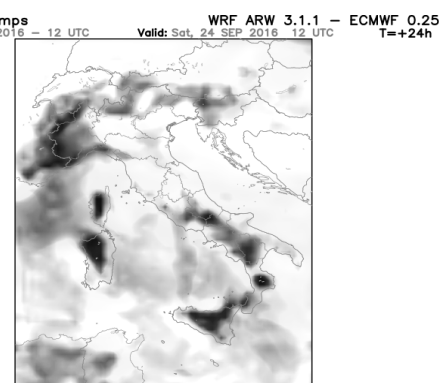 mps WRF ARW 3.1.1 — ECMWF 0.25
2016 — 12 UTC Valid: Sat, 24 SEP 2016 12 UTC T=+24h